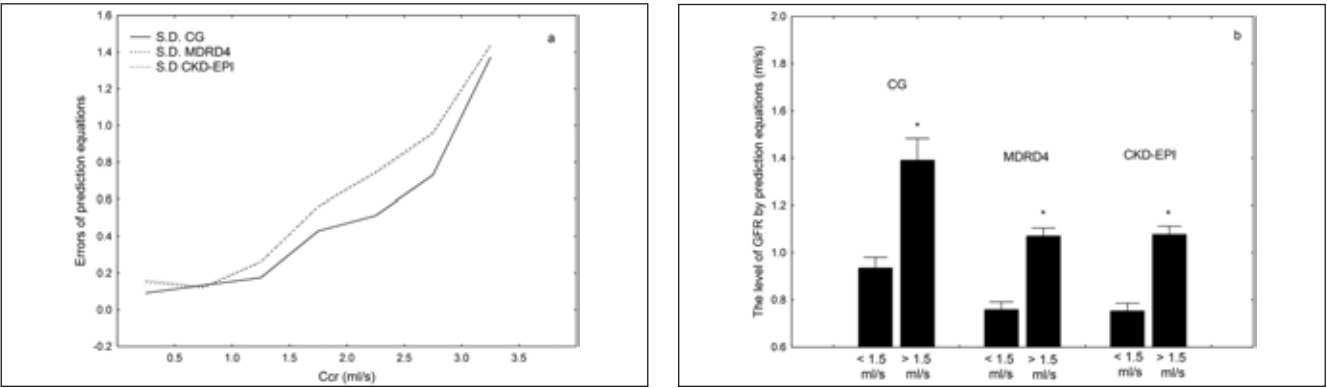 a
S.D. CG
S.D. MDRD4
S.D CKD-EPI
Errors of prediction equations
1.6
1.4
1.2
1.0
0.8
0.6
0.4
0.2
0.0
-0.2
0.5 1.0 1.5 2.0 2.5 3.0 3.5
Ccr (ml/s)
b
The level of GFR by prediction equations (ml/s)
2.0
1.8
1.6
1.4
1.2
1.0
0.8
0.6
CG
MDRD4 CKD-EPI
* * *
< 1.5 > 1.5 < 1.5 > 1.5 < 1.5 > 1.5
ml/s ml/s ml/s ml/s ml/s ml/s